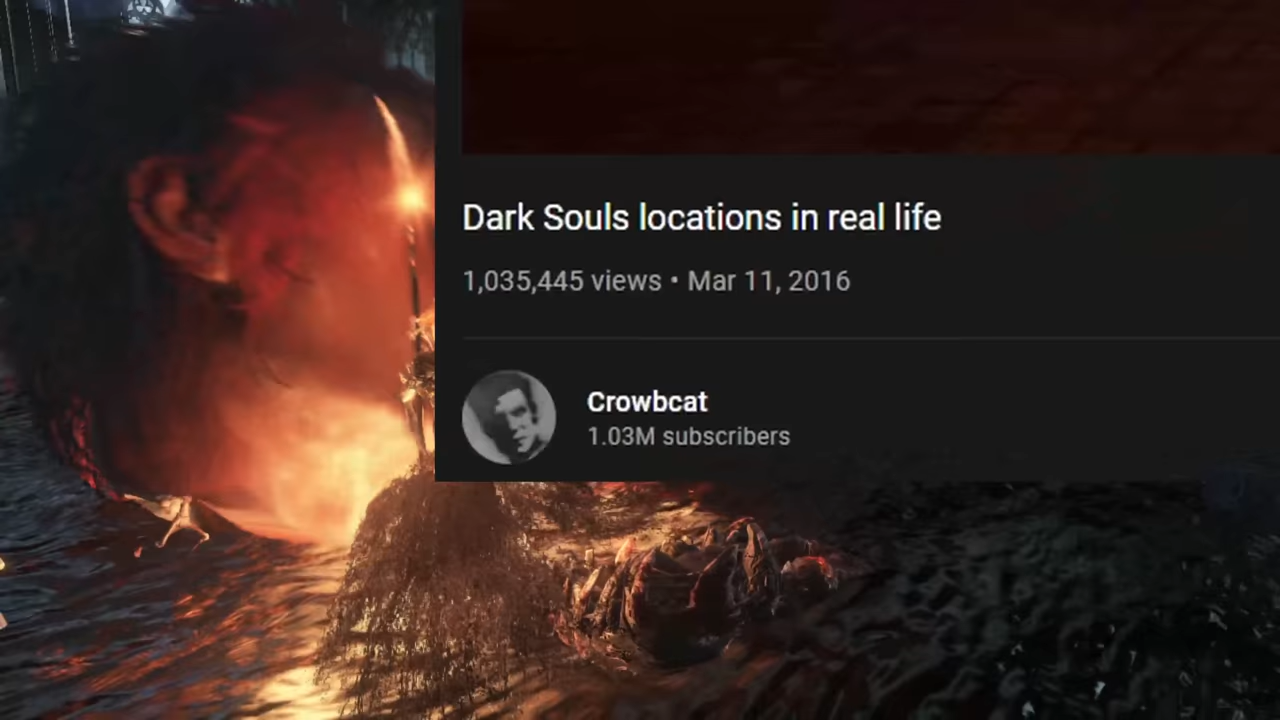 Dark Souls locations in real life
1,035,445 views • Mar 11, 2016
Crowbcat
1.03M subscribers